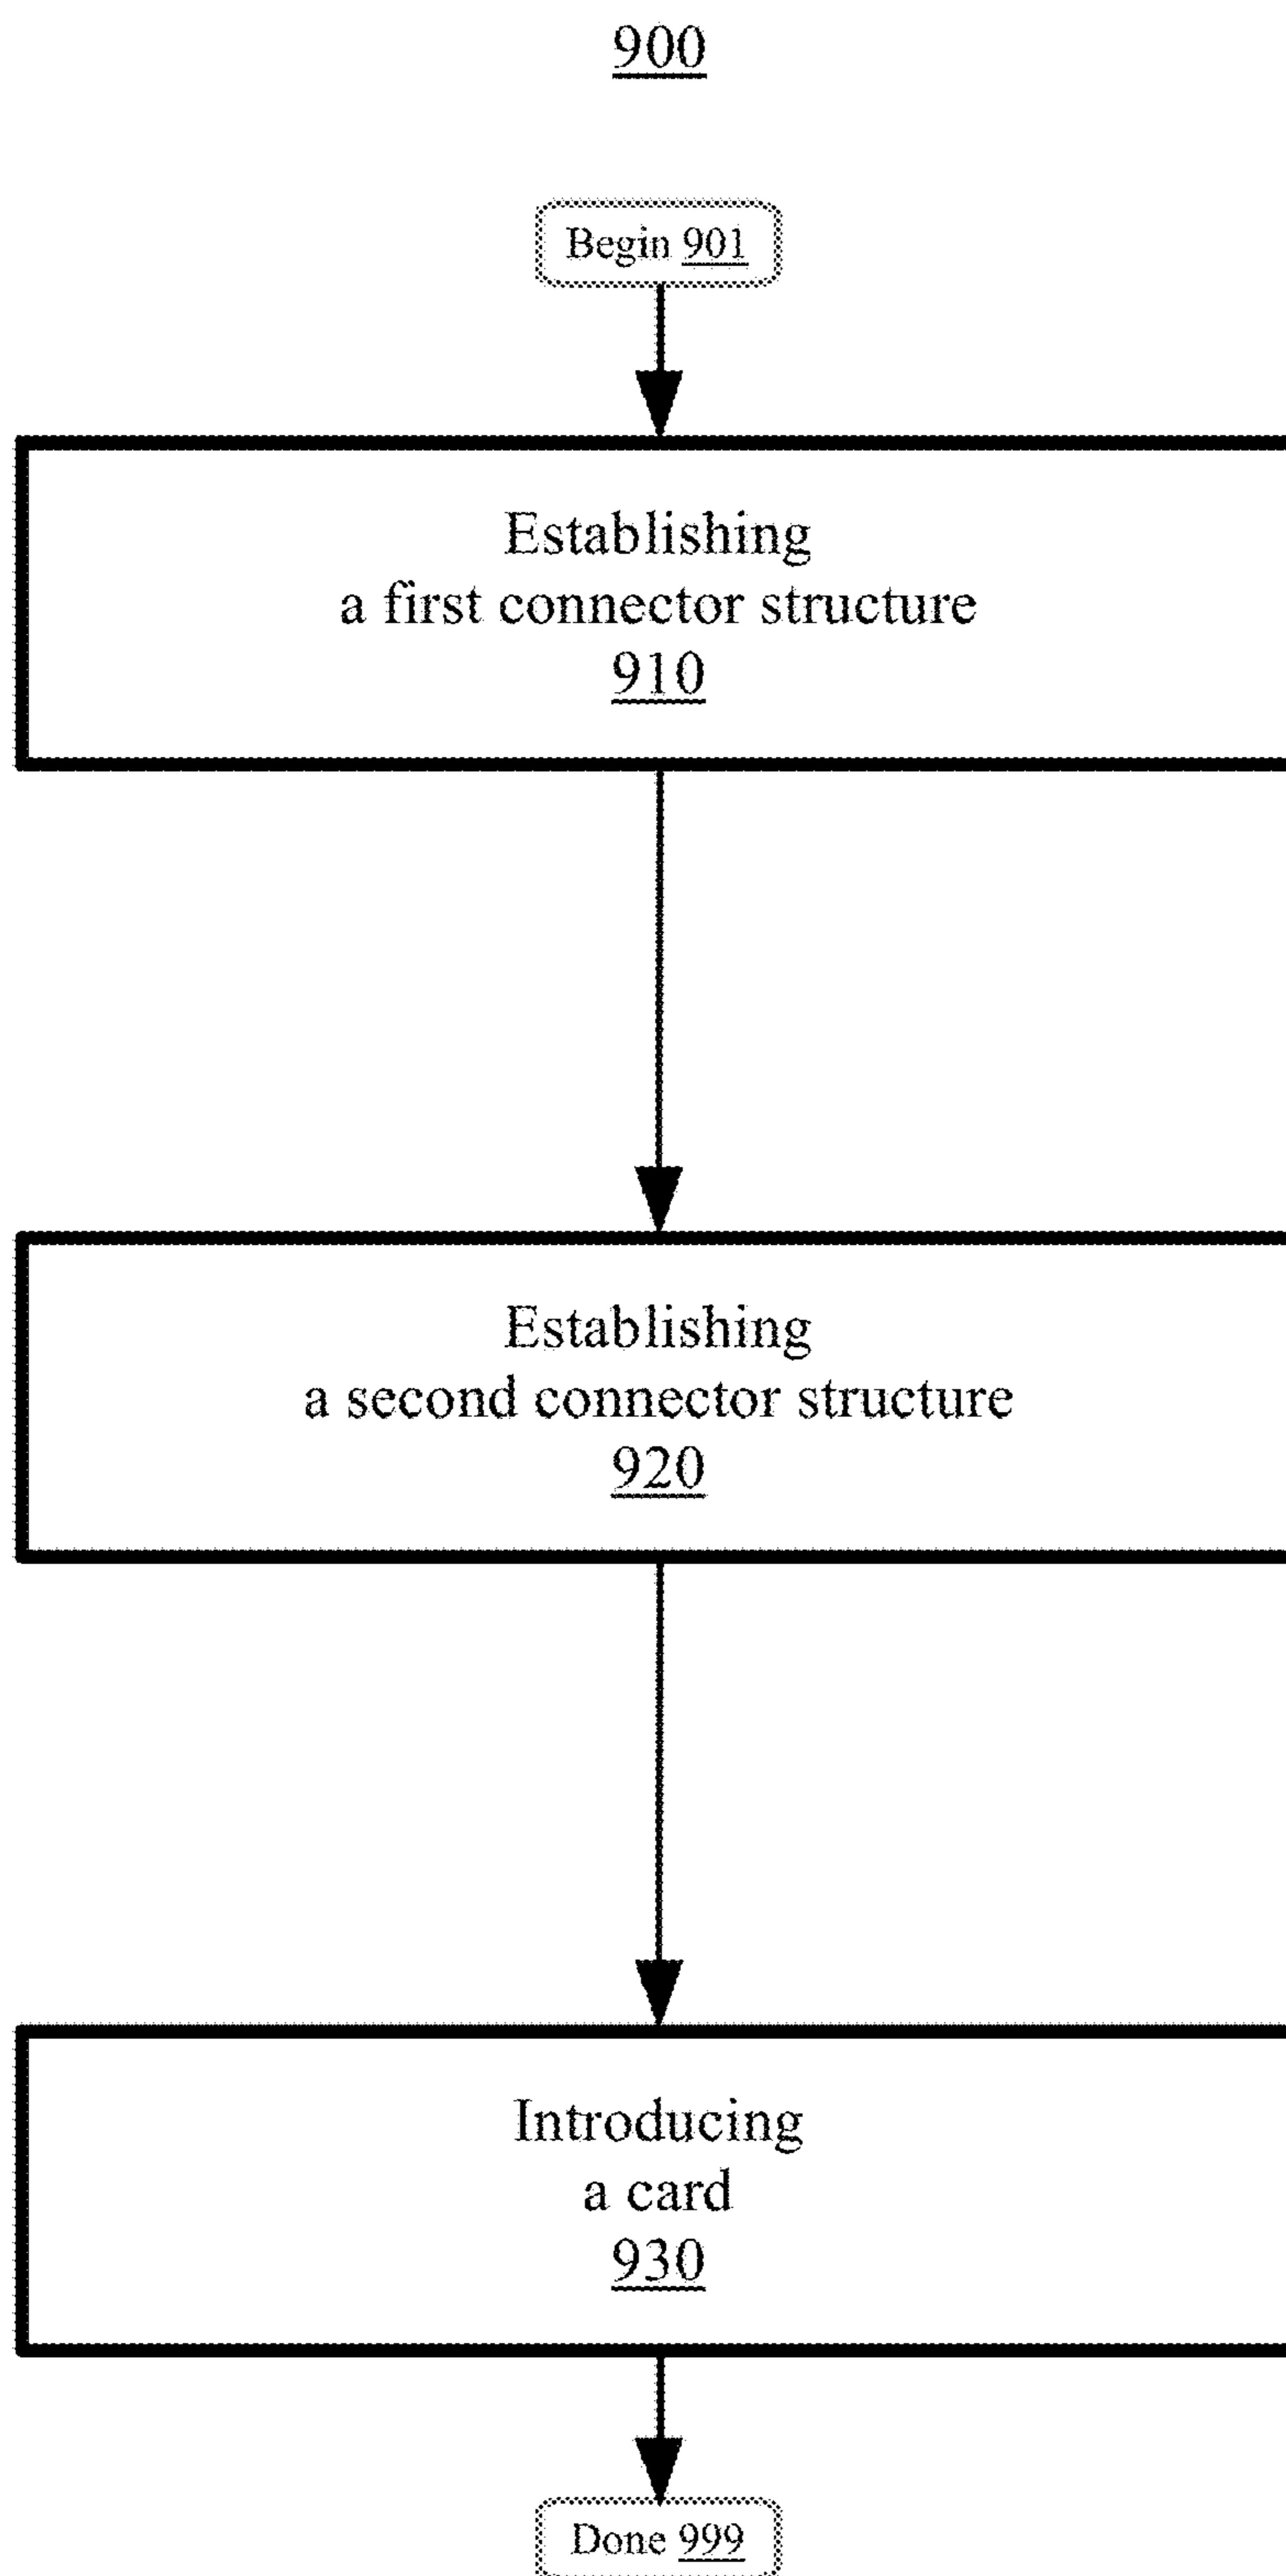 900
Begin 901
Establishing
a first connector structure
910
Establishing
a second connector structure
920
Introducing
a card
930
Done 999